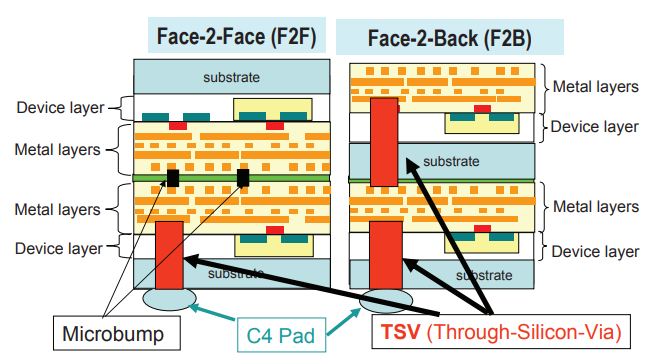 Face-2-Face (F2F)
Face-2-Back (F2B)
substrate
Device layer
Metal layers
Metal layers
Device layer
substrate
Metal layers
Device layer
substrate
Metal layers
Device layer
substrate
Microbump
C4 Pad
TSV (Through-Silicon-Via)